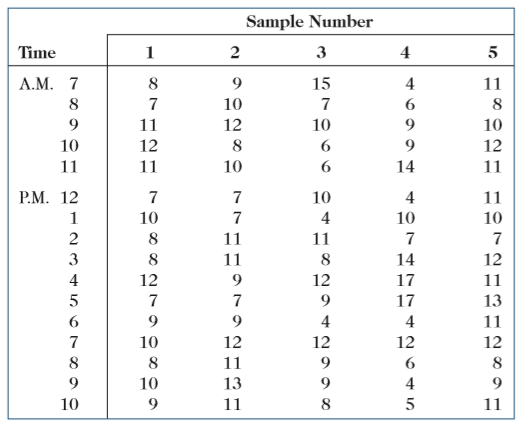 Sample Number
Time 1 2 3 4 5
A.M. 7 8 9 15 4 11
8 7 10 7 6 8
9 11 12 10 9 10
10 12 8 6 9 12
11 11 10 6 14 11
P.M. 12 7 7 10 4 11
1 10 7 4 10 10
2 8 11 11 7 7
3 8 11 8 14 12
4 12 9 12 17 11
5 7 7 9 17 13
6 9 9 4 4 11
7 10 12 12 12 12
8 8 11 9 6 8
9 10 13 9 4 9
10 9 11 8 5 11